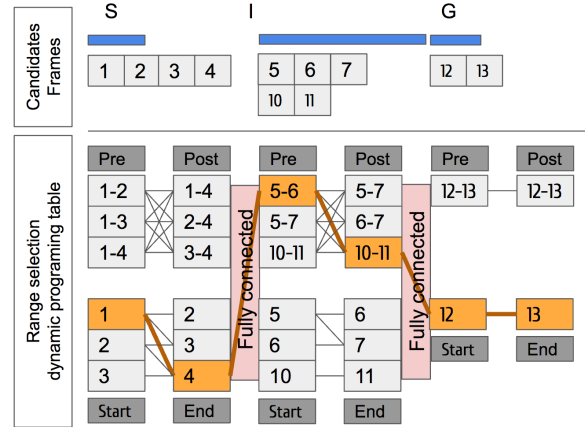 S I G
Candidates
Frames
1 2 3 4 5 6 7 12 13
10 11
Range selection
dynamic programing table
Pre Post Pre Post Pre Post
1-2 1-4 5-6 5-7 12-13 12-13
1-3 2-4 5-7 6-7
1-4 3-4 10-11 10-11
Fully connected
Fully connected
1 2 5 6 12 13
2 3 6 7 Start End
3 4 10 11
Start End Start End